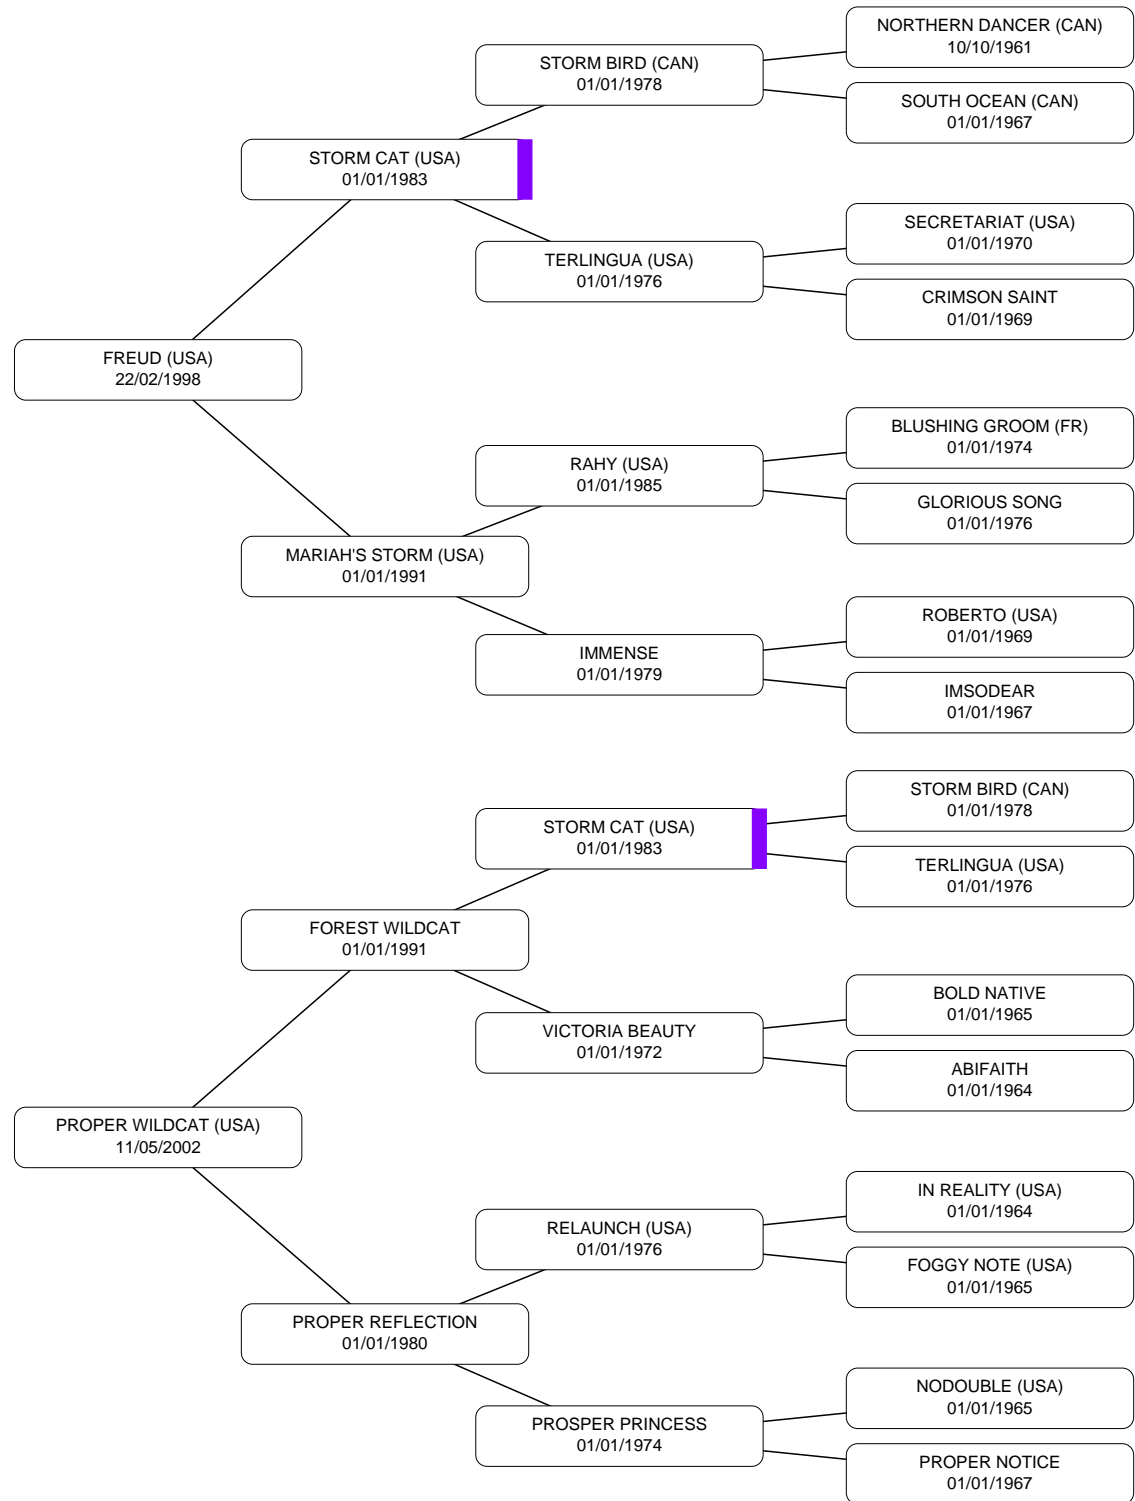 NORTHERN DANCER (CAN)
10/10/1961
STORM BIRD (CAN)
01/01/1978
SOUTH OCEAN (CAN)
01/01/1967
STORM CAT (USA)
01/01/1983
SECRETARIAT (USA)
01/01/1970
TERLINGUA (USA)
01/01/1976
CRIMSON SAINT
01/01/1969
FREUD (USA)
22/02/1998
BLUSHING GROOM (FR)
01/01/1974
RAHY (USA)
01/01/1985
GLORIOUS SONG
01/01/1976
MARIAH'S STORM (USA)
01/01/1991
ROBERTO (USA)
01/01/1969
IMMENSE
01/01/1979
IMSODEAR
01/01/1967
STORM BIRD (CAN)
01/01/1978
STORM CAT (USA)
01/01/1983
TERLINGUA (USA)
01/01/1976
FOREST WILDCAT
01/01/1991
BOLD NATIVE
01/01/1965
VICTORIA BEAUTY
01/01/1972
ABIFAITH
01/01/1964
PROPER WILDCAT (USA)
11/05/2002
IN REALITY (USA)
01/01/1964
RELAUNCH (USA)
01/01/1976
FOGGY NOTE (USA)
01/01/1965
PROPER REFLECTION
01/01/1980
NODOUBLE (USA)
01/01/1965
PROSPER PRINCESS
01/01/1974
PROPER NOTICE
01/01/1967